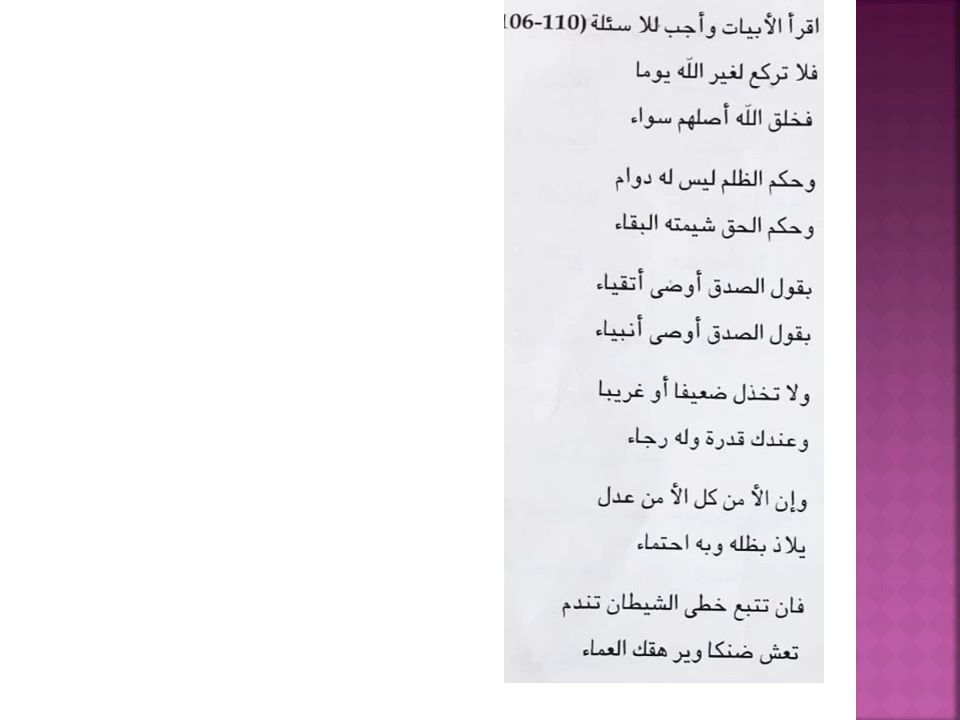 اقرأ الأبيات وأجب للا سئلة (106-110
فلا تركع لغير الله يوما
فخلق الله أصلهم سواء
وحكم الظلم ليس له دوام
وحكم الحق شيمته البقاء
بقول الصدق أوضى أتقياء
بقول الصدق أوصى أنبياء
ولا تخذل ضعيفا أو غريبا
وعندك قدرة وله رجاء
وإن الأ من كل الأ من عدل
يلاذ بظله وبه احتماء
فان تتبع خطى الشيطان تندم
تعش ضنكا وير هقك العماء